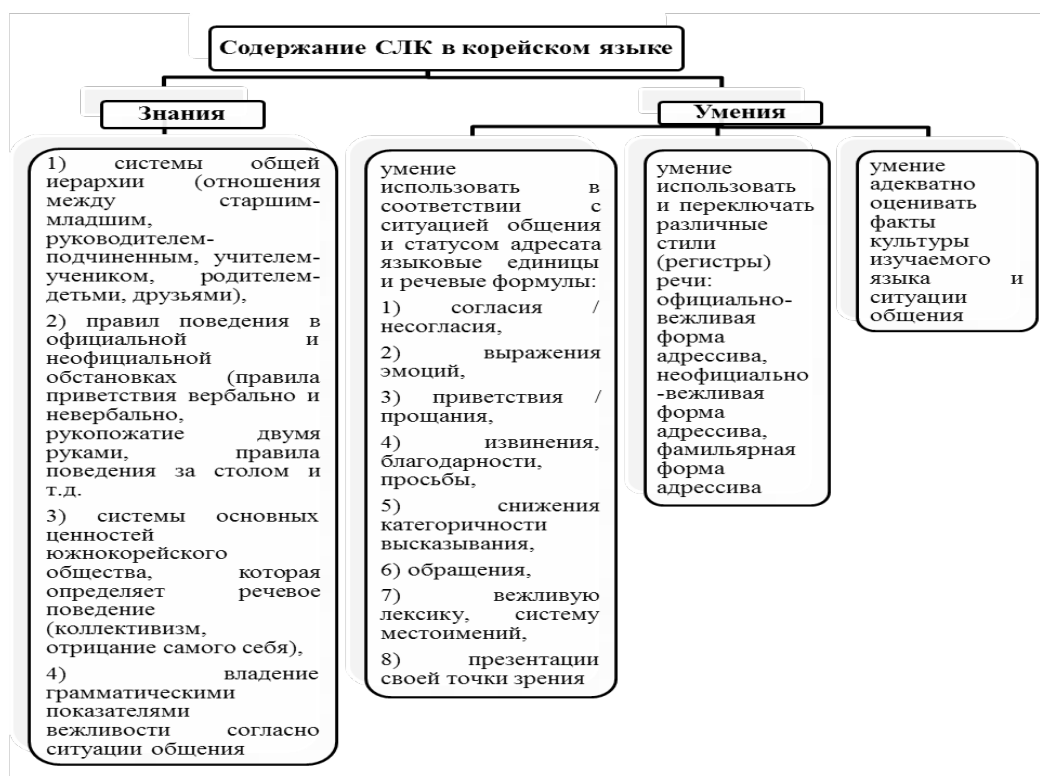 Содержание СЛК в корейском языке
Знания
1) системы общей
иерархии (отношения
между старшим-
младшим,
руководителем-
подчиненным, учителем-
учеником, родителем-
детьми, друзьями),
2) правил поведения в
официальной и
неофициальной
обстановках (правила
приветствия вербально и
невербально,
рукопожатие двумя
руками, правила
поведения за столом и
т.д.
3) системы основных
ценностей
южнокорейского
общества, которая
определяет речевое
поведение
(коллективизм,
отрицание самого себя),
4) владение
грамматическими
показателями
вежливости согласно
ситуации общения
Умения
умение
использовать в
соответствии с
ситуацией общения
и статусом адресата
языковые единицы
и речевые формулы:
1) согласия /
несогласия,
2) выражения
эмоций,
3) приветствия /
прощания,
4) извинения,
благодарности,
просьбы,
5) снижения
категоричности
высказывания,
6) обращения,
7) вежливую
лексику, систему
местоимений,
8) презентации
своей точки зрения
умение
использовать
и переключать
различные
стили
(регистры)
речи:
официально-
вежливая
форма
адрессива,
неофициально
-вежливая
форма
адрессива,
фамильярная
форма
адрессива
умение
адекватно
оценивать
факты
культуры
изучаемого
языка и
ситуации
общения